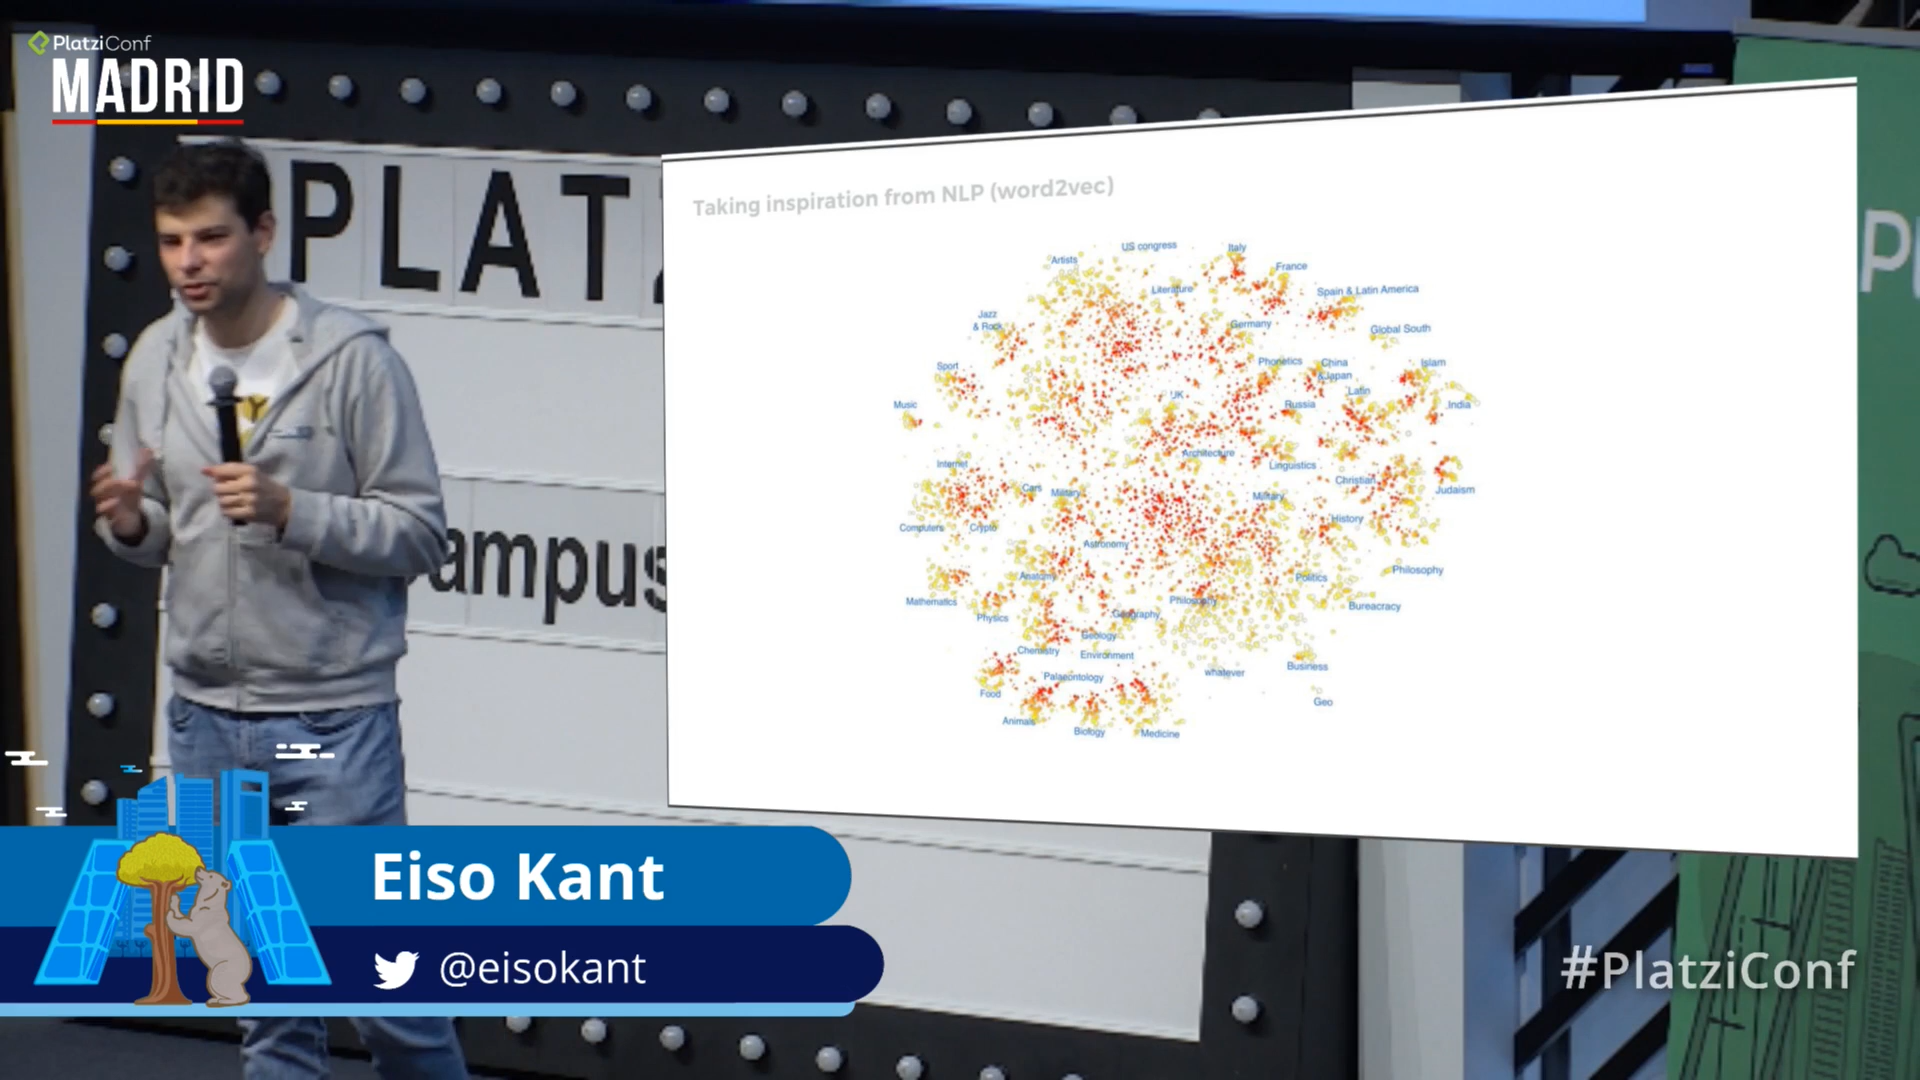 PlatziConf
MADRID
PLATZ
ampus
Taking inspiration from NLP (word2vec)
US congress
Italy
Artists
France
Literature
Spain & Latin America
Jazz
& Rock
Germany
Global South
Sport
Phonetics
China
&Japan
Islam
UK
Latin
Music
Russia
India
Architecture
Internet
Linguistics
Christian
Cars
Military
Military
Judaism
Computers
Crypto
History
Astronomy
Anatomy
Politics
Philosophy
Mathematics
Philosophy
Bureacracy
Physics
Geography
Geology
Chemistry
Environment
Business
whatever
Palaeontology
Food
Geo
Animals
Biology
Medicine
Eiso Kant
@eisokant
#PlatziConf